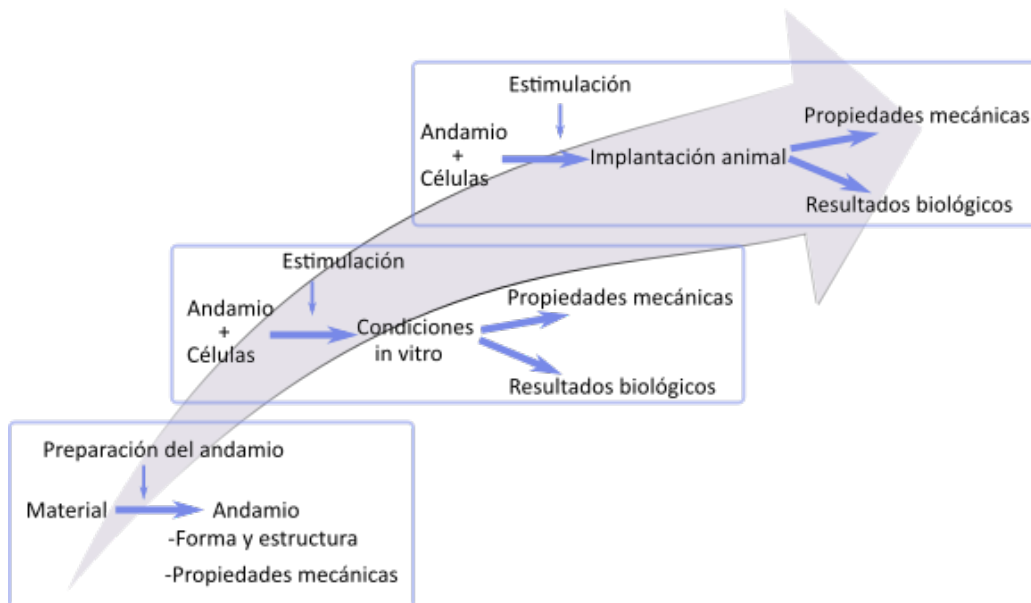 Estimulación
Propiedades mecánicas
Andamio
+
Células
Implantación animal
Resultados biológicos
Estimulación
Propiedades mecánicas
Andamio
+
Células
Condiciones
in vitro
Resultados biológicos
Preparación del andamio
Material
Andamio
-Forma y estructura
-Propiedades mecánicas